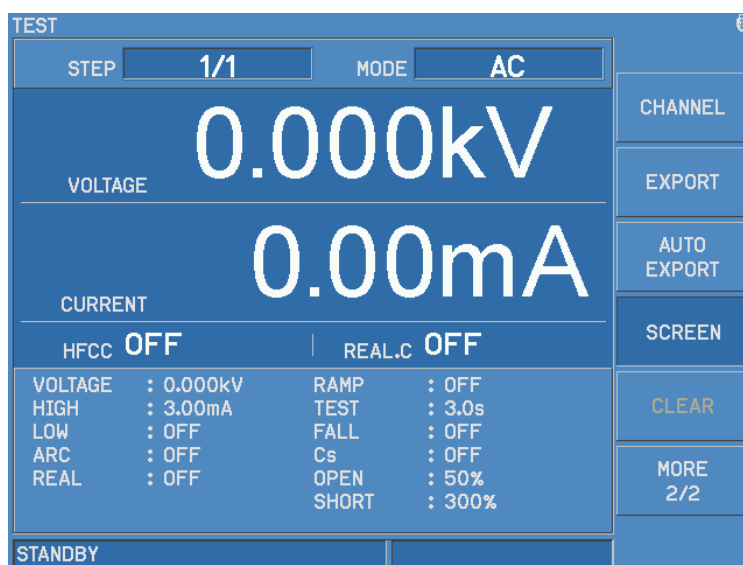 TEST
STEP 1/1 MODE AC
VOLTAGE 0.000kV
CURRENT 0.00mA
HFCC OFF REAL.C OFF
VOLTAGE : 0.000kV RAMP : OFF
HIGH : 3.00mA TEST : 3.0s
LOW : OFF FALL : OFF
ARC : OFF Cs : OFF
REAL : OFF OPEN : 50%
SHORT : 300%
STANDBY
CHANNEL
EXPORT
AUTO
EXPORT
SCREEN
CLEAR
MORE
2/2